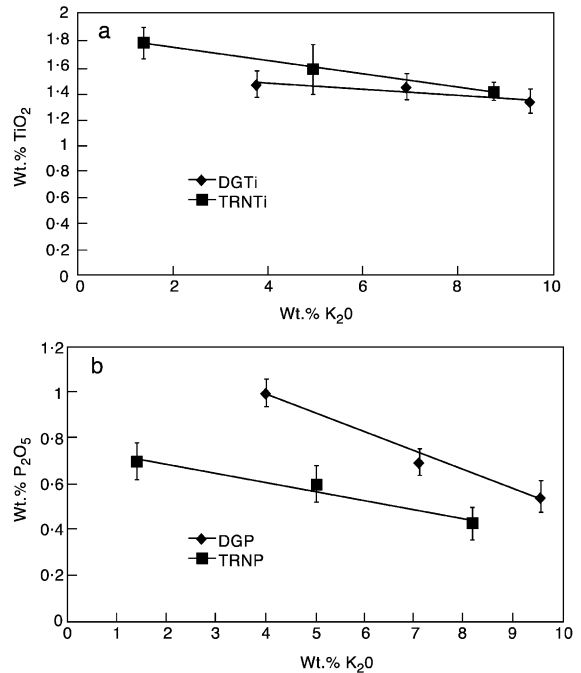 a
2
1·8
1·6
1·4
1·2
1
0·8
0·6
0·4
0·2
0
Wt.% TiO₂
DGTi
TRNTi
0 2 4 6 8 10
Wt.% K₂0
b
1·2
1
0·8
0·6
0·4
0·2
0
Wt.% P₂O₅
DGP
TRNP
0 1 2 3 4 5 6 7 8 9 10
Wt.% K₂0